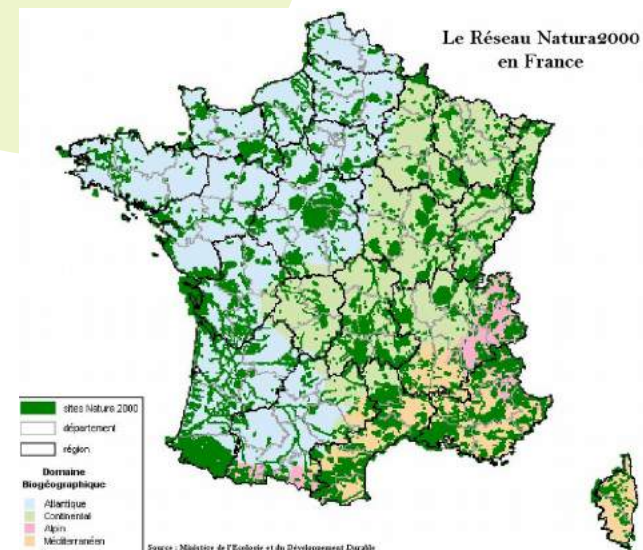 Le Réseau Natura2000
en France
sites Natura 2000
département
région
Domaine
Biogéographique
Atlantique
Continental
Alpin
Méditerranéen
Source : Ministère de l'Ecologie et du Développement Durable